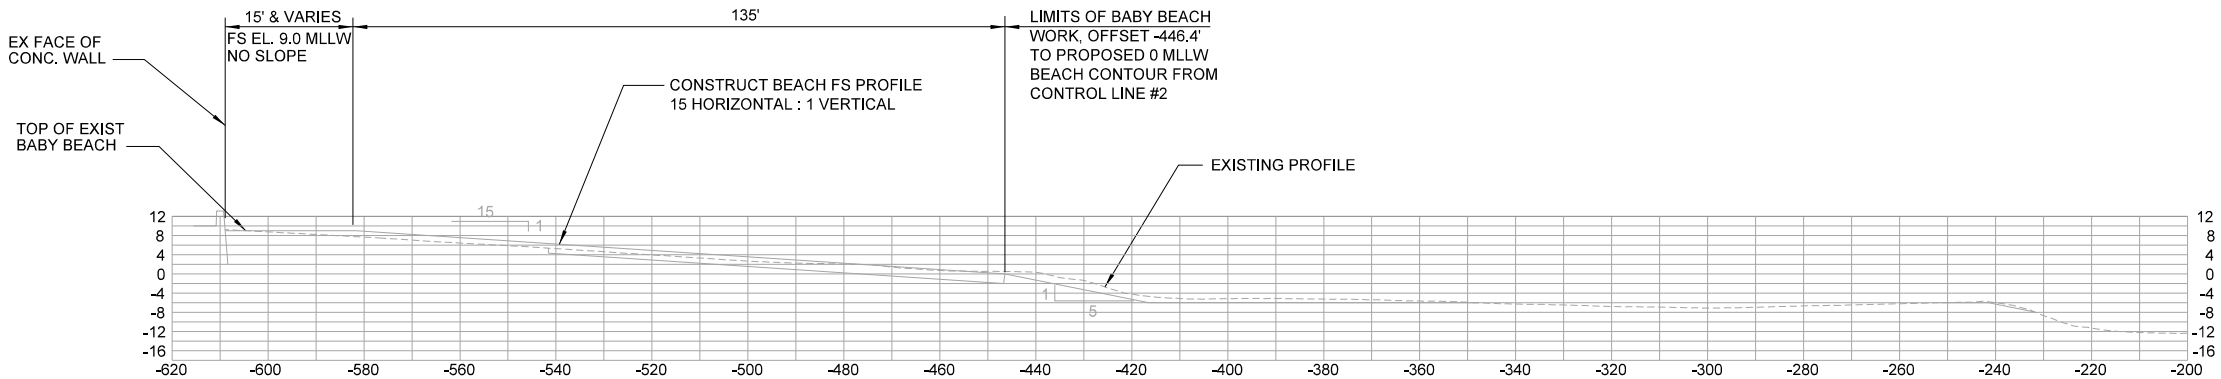 15' & VARIES
FS EL. 9.0 MLLW
NO SLOPE
135'
LIMITS OF BABY BEACH
WORK, OFFSET -446.4'
TO PROPOSED 0 MLLW
BEACH CONTOUR FROM
CONTROL LINE #2
EX FACE OF
CONC. WALL
CONSTRUCT BEACH FS PROFILE
15 HORIZONTAL : 1 VERTICAL
TOP OF EXIST
BABY BEACH
EXISTING PROFILE
15
1
1
5
12
8
4
0
-4
-8
-12
-16
12
8
4
0
-4
-8
-12
-16
-620 -600 -580 -560 -540 -520 -500 -480 -460 -440 -420 -400 -380 -360 -340 -320 -300 -280 -260 -240 -220 -200